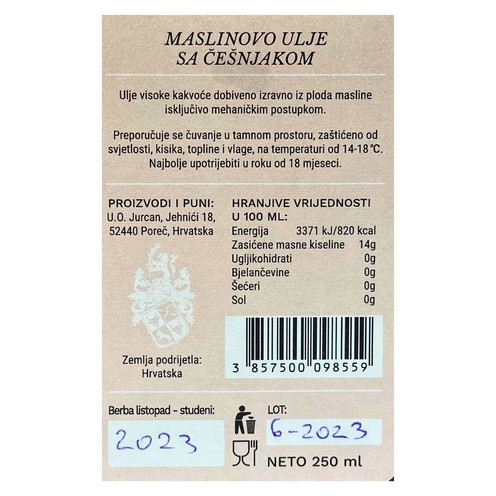 MASLINOVO ULJE
SA ČEŠNJAKOM
Ulje visoke kakvoće dobiveno izravno iz ploda masline
isključivo mehaničkim postupkom.
Preporučuje se čuvanje u tamnom prostoru, zaštićeno od
svjetlosti, kisika, topline i vlage, na temperaturi od 14-18 °C.
Najbolje upotrijebiti u roku od 18 mjeseci.
PROIZVODI I PUNI:
U.O. Jurcan, Jehnići 18,
52440 Poreč, Hrvatska
Zemlja podrijetla:
Hrvatska
HRANJIVE VRIJEDNOSTI
U 100 ML:
Energija 3371 kJ/820 kcal
Zasićene masne kiseline 14g
Ugljikohidrati 0g
Bjelančevine 0g
Šećeri 0g
Sol 0g
3 857500 098559
Berba listopad - studeni:
2023
LOT:
6-2023
NETO 250 ml